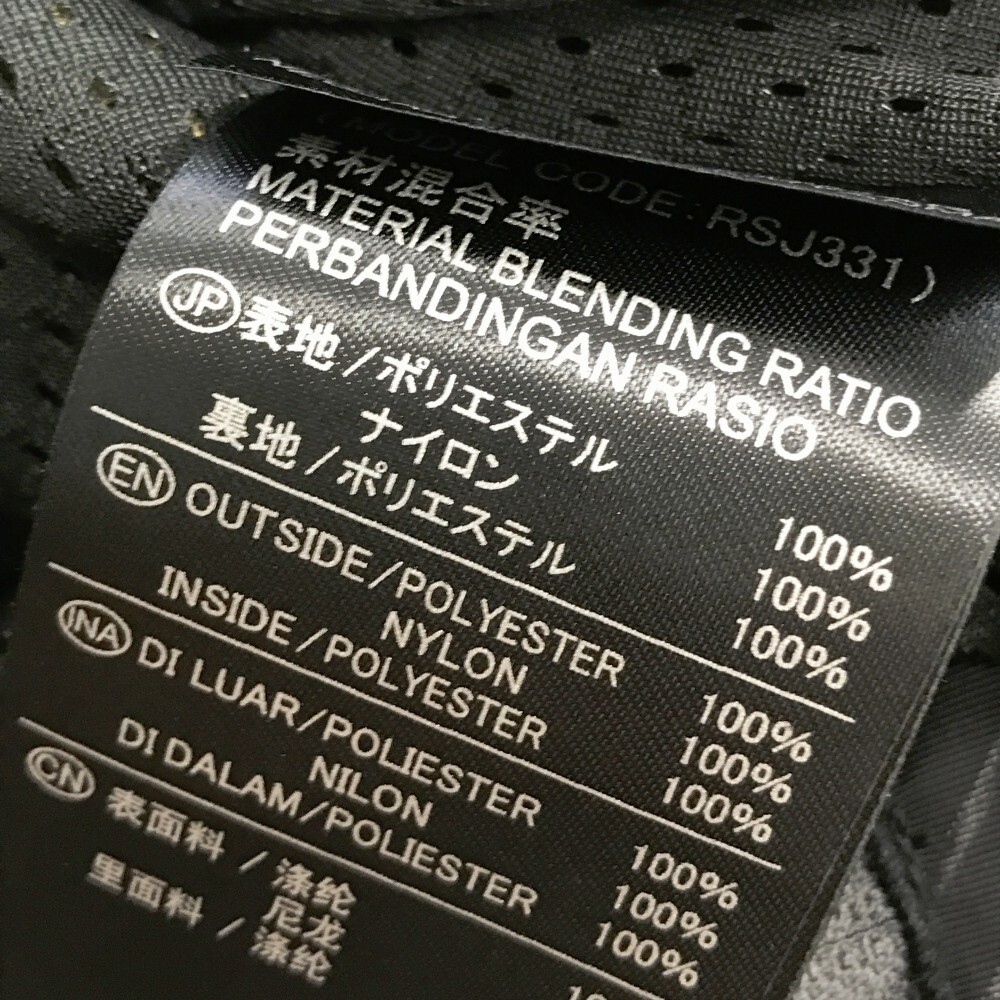 (MODEL CODE: RSJ331)
素材混合率
MATERIAL BLENDING RATIO
PERBANDINGAN RASIO
JP 表地/ポリエステル 100%
ナイロン 100%
裏地/ポリエステル 100%
EN OUTSIDE/POLYESTER 100%
NYLON 100%
INSIDE/POLYESTER 100%
INA DI LUAR/POLIESTER 100%
NILON 100%
DI DALAM/POLIESTER 100%
CN 表面料/涤纶
尼龙
里面料/涤纶